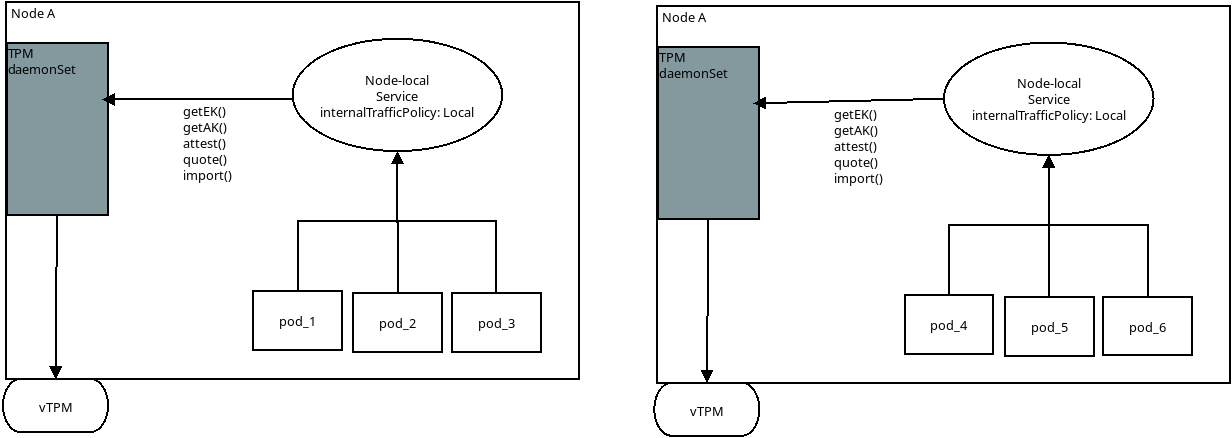 Node A
TPM
daemonSet
Node-local
Service
internalTrafficPolicy: Local
getEK()
getAK()
attest()
quote()
import()
pod_1
pod_2
pod_3
vTPM
Node A
TPM
daemonSet
Node-local
Service
internalTrafficPolicy: Local
getEK()
getAK()
attest()
quote()
import()
pod_4
pod_5
pod_6
vTPM